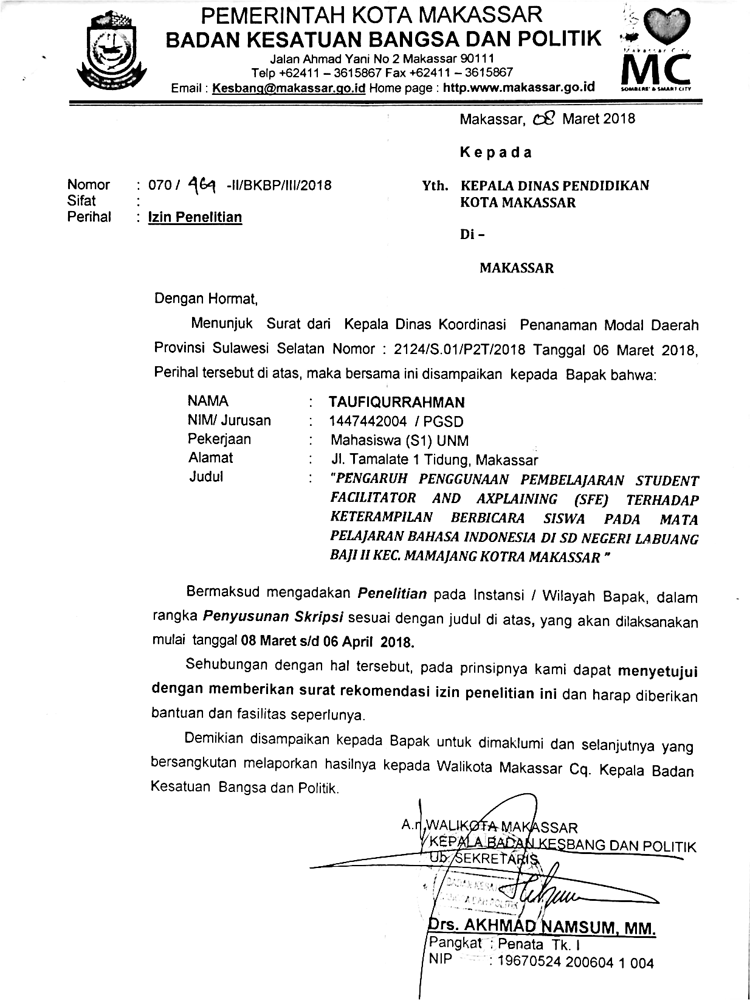 PEMERINTAH KOTA MAKASSAR
BADAN KESATUAN BANGSA DAN POLITIK
Jalan Ahmad Yani No 2 Makassar 90111
Telp +62411 – 3615867 Fax +62411 – 3615867
Email : Kesbang@makassar.go.id Home page : http.www.makassar.go.id
Makassar City
MC
SOMBERE' & SMART CITY
Makassar, 08 Maret 2018
Kepada
Nomor : 070 / 969 -II/BKBP/III/2018
Sifat :
Perihal : Izin Penelitian
Yth. KEPALA DINAS PENDIDIKAN
KOTA MAKASSAR
Di –
MAKASSAR
Dengan Hormat,
Menunjuk Surat dari Kepala Dinas Koordinasi Penanaman Modal Daerah
Provinsi Sulawesi Selatan Nomor : 2124/S.01/P2T/2018 Tanggal 06 Maret 2018,
Perihal tersebut di atas, maka bersama ini disampaikan kepada Bapak bahwa:
NAMA : TAUFIQURRAHMAN
NIM/ Jurusan : 1447442004 / PGSD
Pekerjaan : Mahasiswa (S1) UNM
Alamat : Jl. Tamalate 1 Tidung, Makassar
Judul : "PENGARUH PENGGUNAAN PEMBELAJARAN STUDENT
FACILITATOR AND AXPLAINING (SFE) TERHADAP
KETERAMPILAN BERBICARA SISWA PADA MATA
PELAJARAN BAHASA INDONESIA DI SD NEGERI LABUANG
BAJI II KEC. MAMAJANG KOTRA MAKASSAR "
Bermaksud mengadakan Penelitian pada Instansi / Wilayah Bapak, dalam
rangka Penyusunan Skripsi sesuai dengan judul di atas, yang akan dilaksanakan
mulai tanggal 08 Maret s/d 06 April 2018.
Sehubungan dengan hal tersebut, pada prinsipnya kami dapat menyetujui
dengan memberikan surat rekomendasi izin penelitian ini dan harap diberikan
bantuan dan fasilitas seperlunya.
Demikian disampaikan kepada Bapak untuk dimaklumi dan selanjutnya yang
bersangkutan melaporkan hasilnya kepada Walikota Makassar Cq. Kepala Badan
Kesatuan Bangsa dan Politik.
A.n WALIKOTA MAKASSAR
KEPALA BADAN KESBANG DAN POLITIK
Ub. SEKRETARIS
BADAN KESATUAN
BANGSA DAN POLITIK
Drs. AKHMAD NAMSUM, MM.
Pangkat : Penata Tk. I
NIP : 19670524 200604 1 004